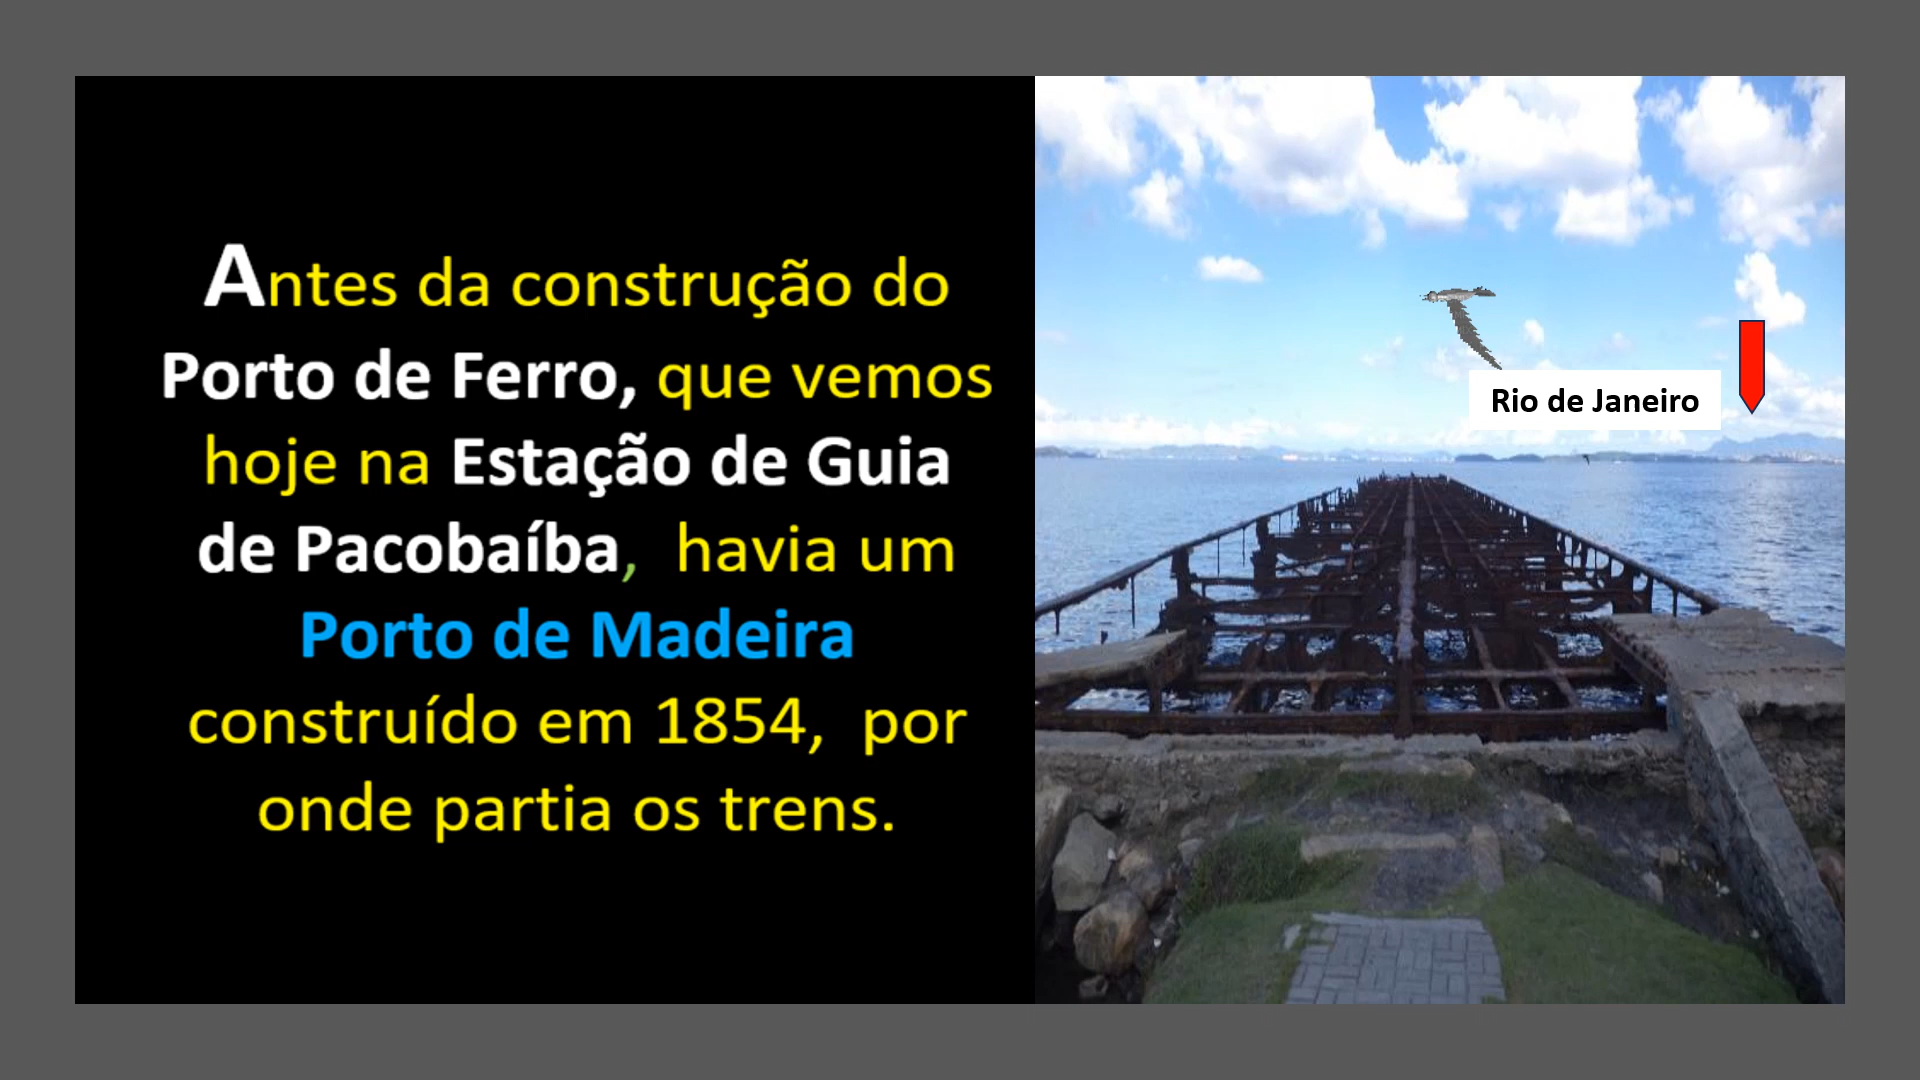 Antes da construção do
Porto de Ferro, que vemos
hoje na Estação de Guia
de Pacobaíba, havia um
Porto de Madeira
construído em 1854, por
onde partia os trens.
Rio de Janeiro